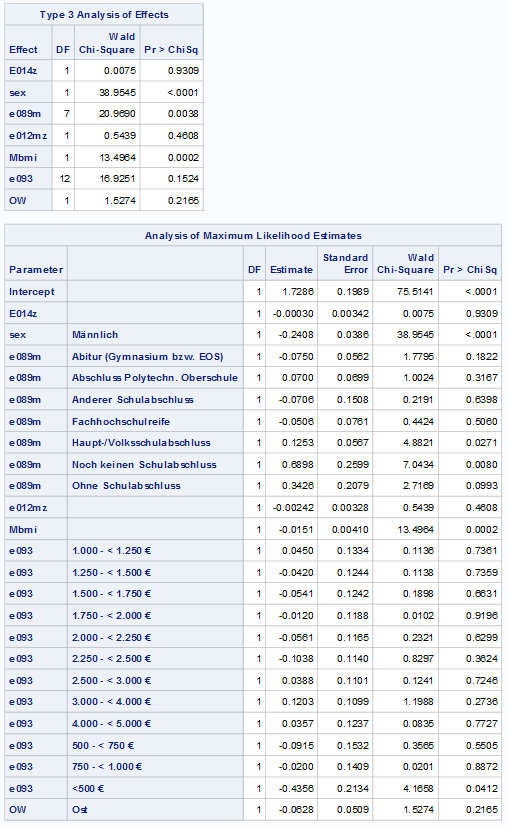 Type 3 Analysis of Effects
Effect DF Wald Chi-Square Pr > ChiSq
E014z 1 0.0075 0.9309
sex 1 38.9545 <.0001
e089m 7 20.9690 0.0038
e012mz 1 0.5439 0.4608
Mbmi 1 13.4964 0.0002
e093 12 16.9251 0.1524
OW 1 1.5274 0.2165
Analysis of Maximum Likelihood Estimates
Parameter DF Estimate Standard Error Wald Chi-Square Pr > ChiSq
Intercept 1 1.7286 0.1989 75.5141 <.0001
E014z 1 -0.00030 0.00342 0.0075 0.9309
sex Männlich 1 -0.2408 0.0386 38.9545 <.0001
e089m Abitur (Gymnasium bzw. EOS) 1 -0.0750 0.0562 1.7795 0.1822
e089m Abschluss Polytechn. Oberschule 1 0.0700 0.0699 1.0024 0.3167
e089m Anderer Schulabschluss 1 -0.0706 0.1508 0.2191 0.6398
e089m Fachhochschulreife 1 -0.0506 0.0761 0.4424 0.5060
e089m Haupt-/Volksschulabschluss 1 0.1253 0.0567 4.8821 0.0271
e089m Noch keinen Schulabschluss 1 0.6898 0.2599 7.0434 0.0080
e089m Ohne Schulabschluss 1 0.3426 0.2079 2.7169 0.0993
e012mz 1 -0.00242 0.00328 0.5439 0.4608
Mbmi 1 -0.0151 0.00410 13.4964 0.0002
e093 1.000 - < 1.250 € 1 0.0450 0.1334 0.1136 0.7361
e093 1.250 - < 1.500 € 1 -0.0420 0.1244 0.1138 0.7359
e093 1.500 - < 1.750 € 1 -0.0541 0.1242 0.1898 0.6631
e093 1.750 - < 2.000 € 1 -0.0120 0.1188 0.0102 0.9196
e093 2.000 - < 2.250 € 1 -0.0561 0.1165 0.2321 0.6299
e093 2.250 - < 2.500 € 1 -0.1038 0.1140 0.8297 0.3624
e093 2.500 - < 3.000 € 1 0.0388 0.1101 0.1241 0.7246
e093 3.000 - < 4.000 € 1 0.1203 0.1099 1.1988 0.2736
e093 4.000 - < 5.000 € 1 0.0357 0.1237 0.0835 0.7727
e093 500 - < 750 € 1 -0.0915 0.1532 0.3565 0.5505
e093 750 - < 1.000 € 1 -0.0200 0.1409 0.0201 0.8872
e093 <500 € 1 -0.4356 0.2134 4.1658 0.0412
OW Ost 1 -0.0628 0.0509 1.5274 0.2165